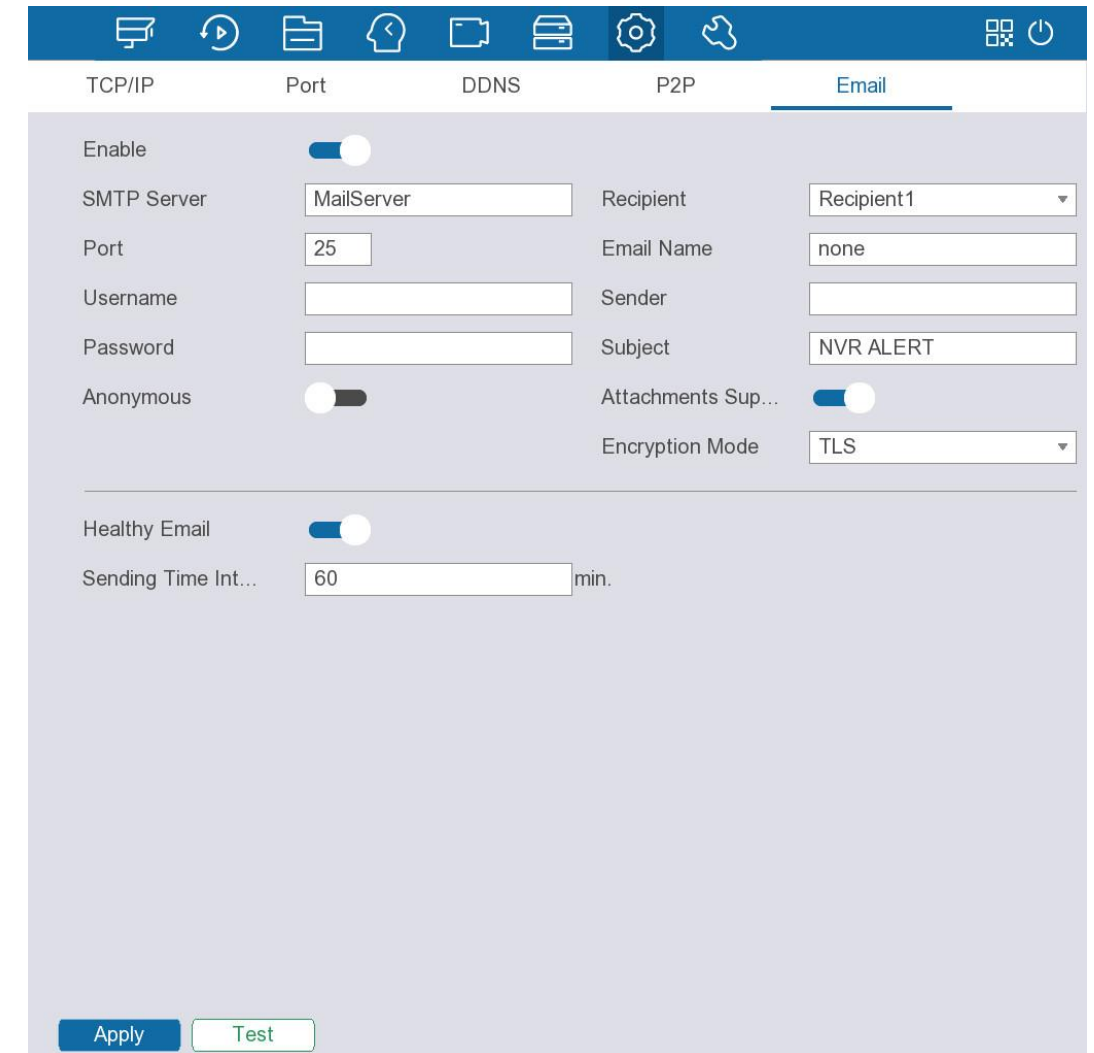 TCP/IP Port DDNS P2P Email
Enable
SMTP Server MailServer Recipient Recipient1
Port 25 Email Name none
Username Sender
Password Subject NVR ALERT
Anonymous Attachments Sup...
Encryption Mode TLS
Healthy Email
Sending Time Int... 60 min.
Apply Test